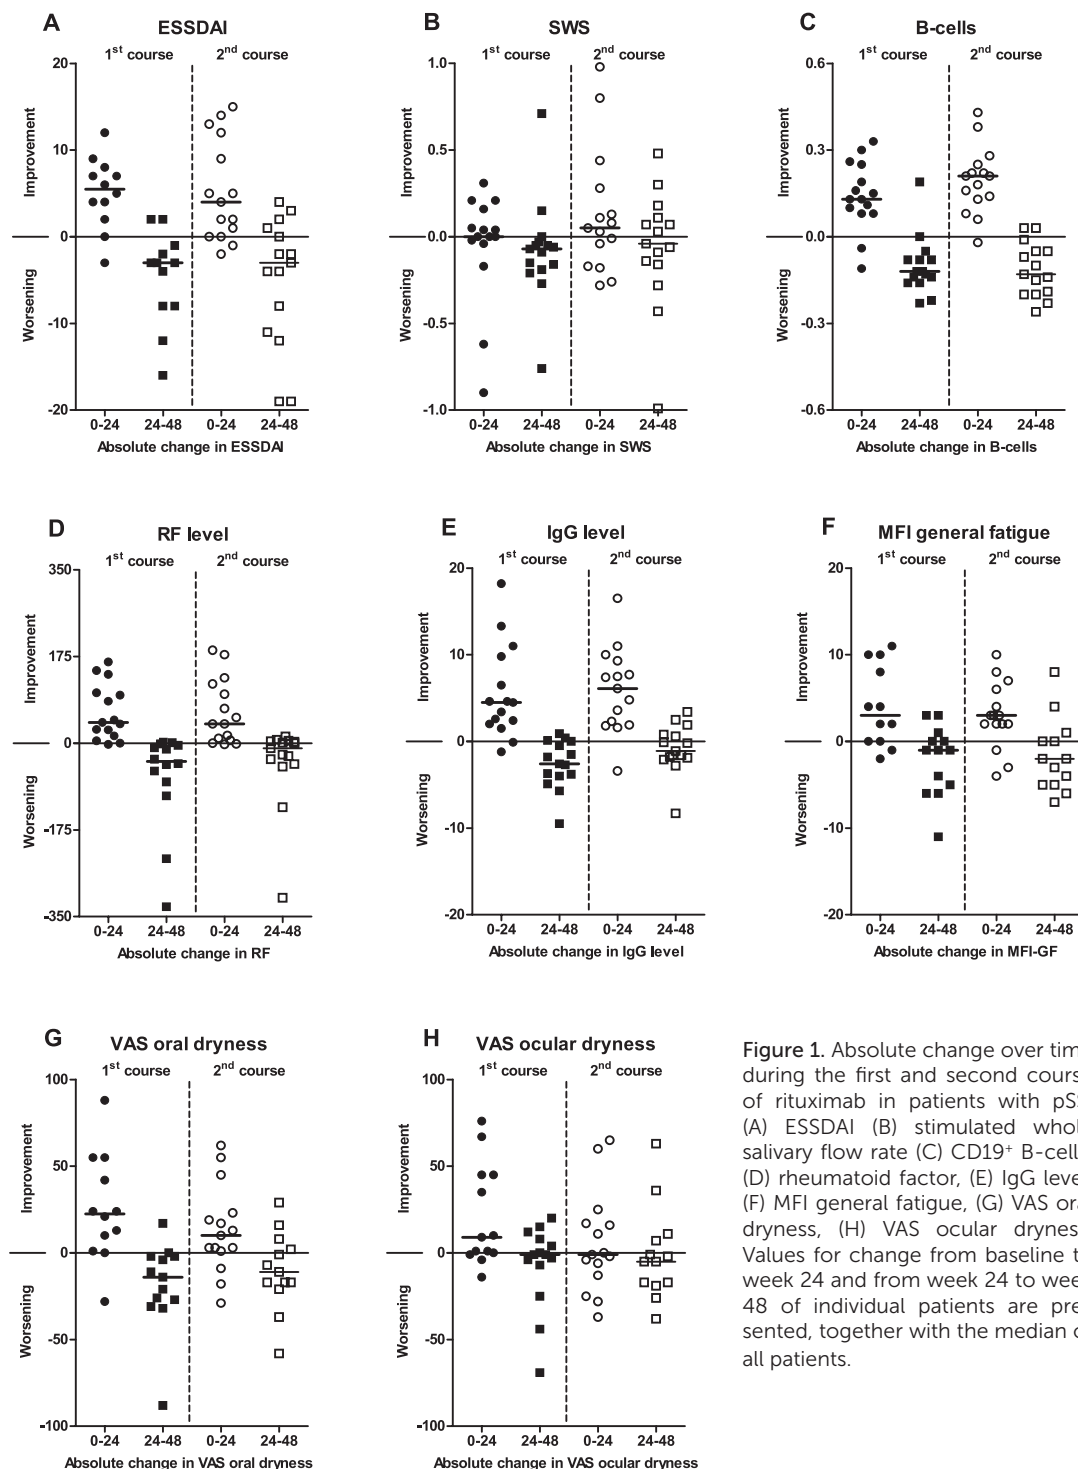 A
ESSDAI
1st course
2nd course
Improvement
Worsening
20
10
0
-10
-20
0-24
24-48
0-24
24-48
Absolute change in ESSDAI
B
SWS
1st course
2nd course
Improvement
Worsening
1.0
0.5
0.0
-0.5
-1.0
0-24
24-48
0-24
24-48
Absolute change in SWS
C
B-cells
1st course
2nd course
Improvement
Worsening
0.6
0.3
0.0
-0.3
-0.6
0-24
24-48
0-24
24-48
Absolute change in B-cells
D
RF level
1st course
2nd course
Improvement
Worsening
350
175
0
-175
-350
0-24
24-48
0-24
24-48
Absolute change in RF
E
IgG level
1st course
2nd course
Improvement
Worsening
20
10
0
-10
-20
0-24
24-48
0-24
24-48
Absolute change in IgG level
F
MFI general fatigue
1st course
2nd course
Improvement
Worsening
20
10
0
-10
-20
0-24
24-48
0-24
24-48
Absolute change in MFI-GF
G
VAS oral dryness
1st course
2nd course
Improvement
Worsening
100
50
0
-50
-100
0-24
24-48
0-24
24-48
Absolute change in VAS oral dryness
H
VAS ocular dryness
1st course
2nd course
Improvement
Worsening
100
50
0
-50
-100
0-24
24-48
0-24
24-48
Absolute change in VAS ocular dryness
Figure 1. Absolute change over tim
during the first and second cours
of rituximab in patients with pS
(A) ESSDAI (B) stimulated whol
salivary flow rate (C) CD19+ B-cell
(D) rheumatoid factor, (E) IgG leve
(F) MFI general fatigue, (G) VAS ora
dryness, (H) VAS ocular drynes
Values for change from baseline t
week 24 and from week 24 to wee
48 of individual patients are pre
sented, together with the median o
all patients.